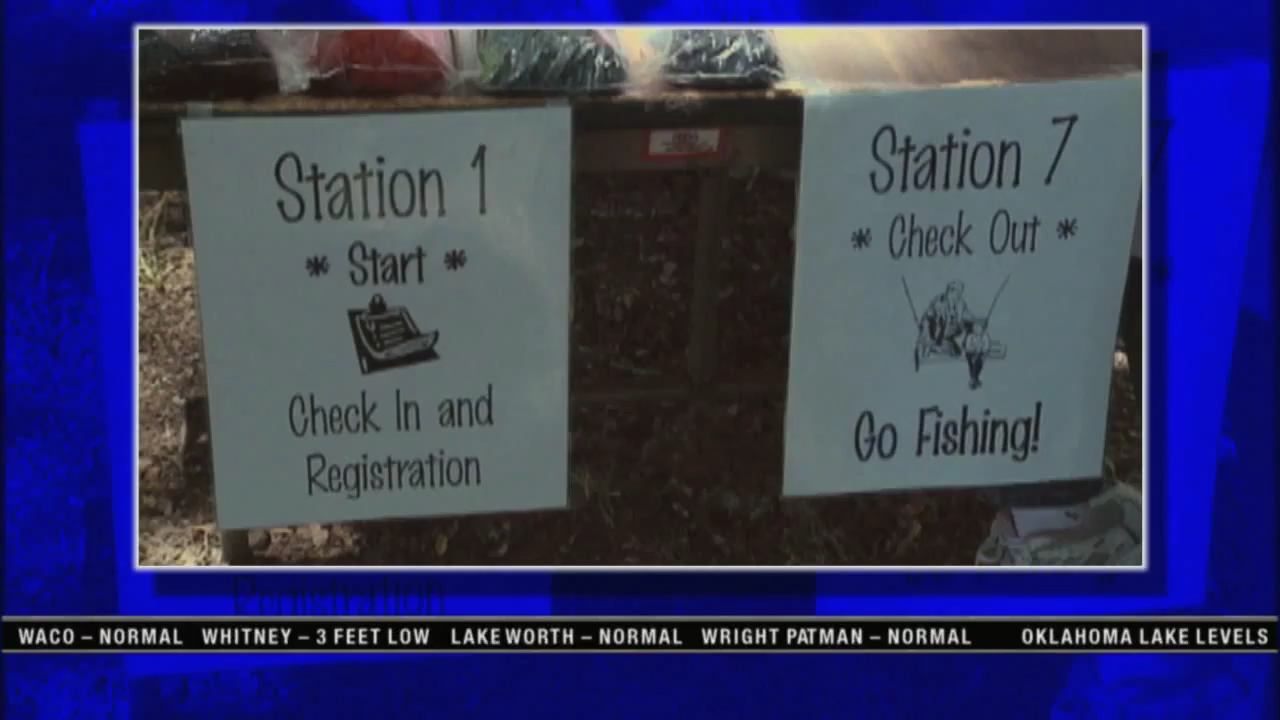 Station 1
* Start *
Check In and
Registration
Station 7
* Check Out *
Go Fishing!
Registration
WACO – NORMAL WHITNEY – 3 FEET LOW LAKE WORTH – NORMAL WRIGHT PATMAN – NORMAL OKLAHOMA LAKE LEVELS